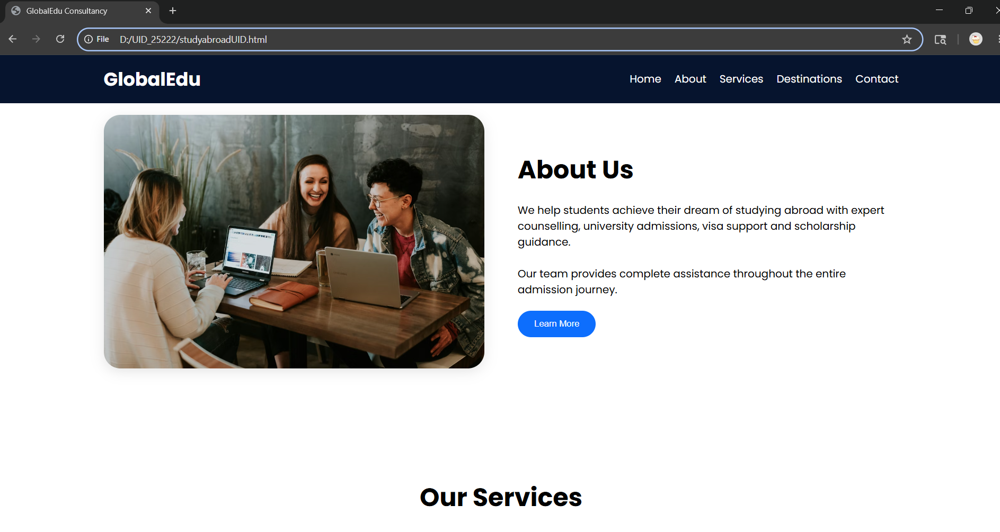 GlobalEdu Consultancy
File D:/UID_25222/studyabroadUID.html
GlobalEdu
Home About Services Destinations Contact
About Us
We help students achieve their dream of studying abroad with expert
counselling, university admissions, visa support and scholarship
guidance.
Our team provides complete assistance throughout the entire
admission journey.
Learn More
Our Services